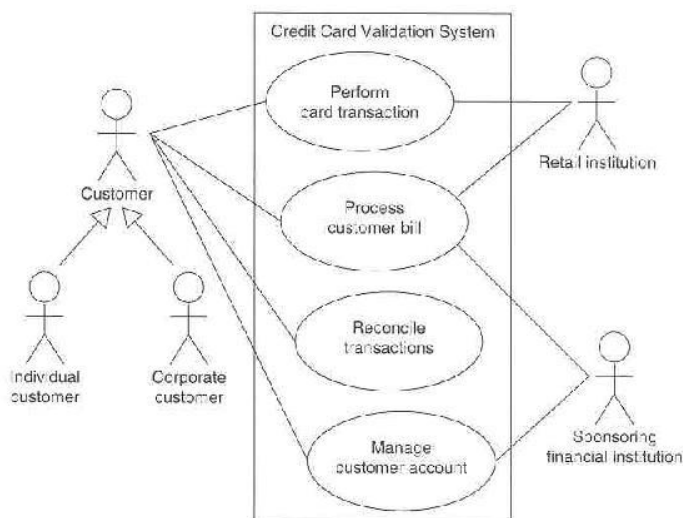 Credit Card Validation System
Perform
card transaction
Customer
Retail institution
Process
customer bill
Individual
customer
Corporate
customer
Reconcile
transactions
Manage
customer account
Sponsoring
financial institution